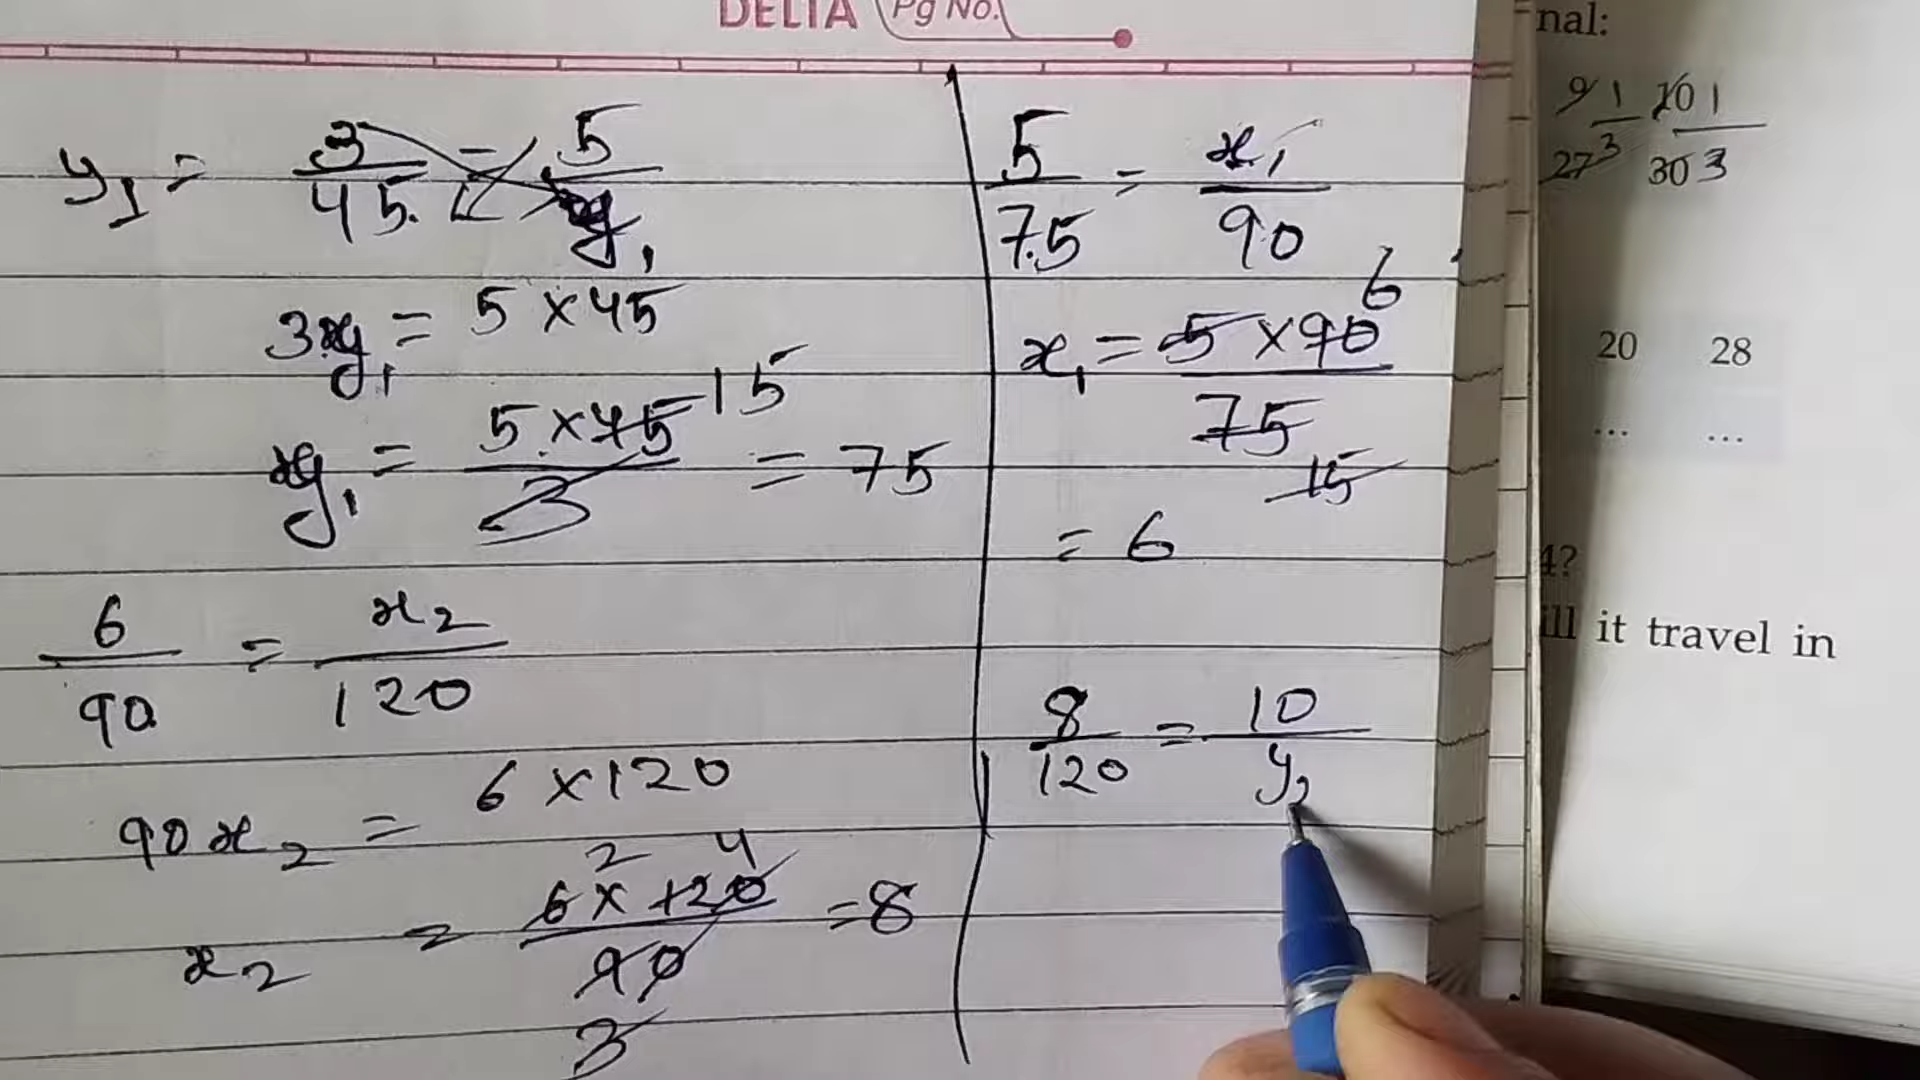 DELTA Pg No.
y₁ = 3/45 = 5/y₁
3y₁ = 5 × 45
y₁ = 5 × 45/3 = 75
15
6/90 = x₂/120
90x₂ = 6 × 120
2 4
x₂ = 6 × 120/90 = 8
3
5/75 = x₁/90
6
x₁ = 5 × 90/75
15
= 6
8/120 = 10/y₂
nal:
9 1 10 1
27 3 30 3
20 28
... ...
4?
ill it travel in